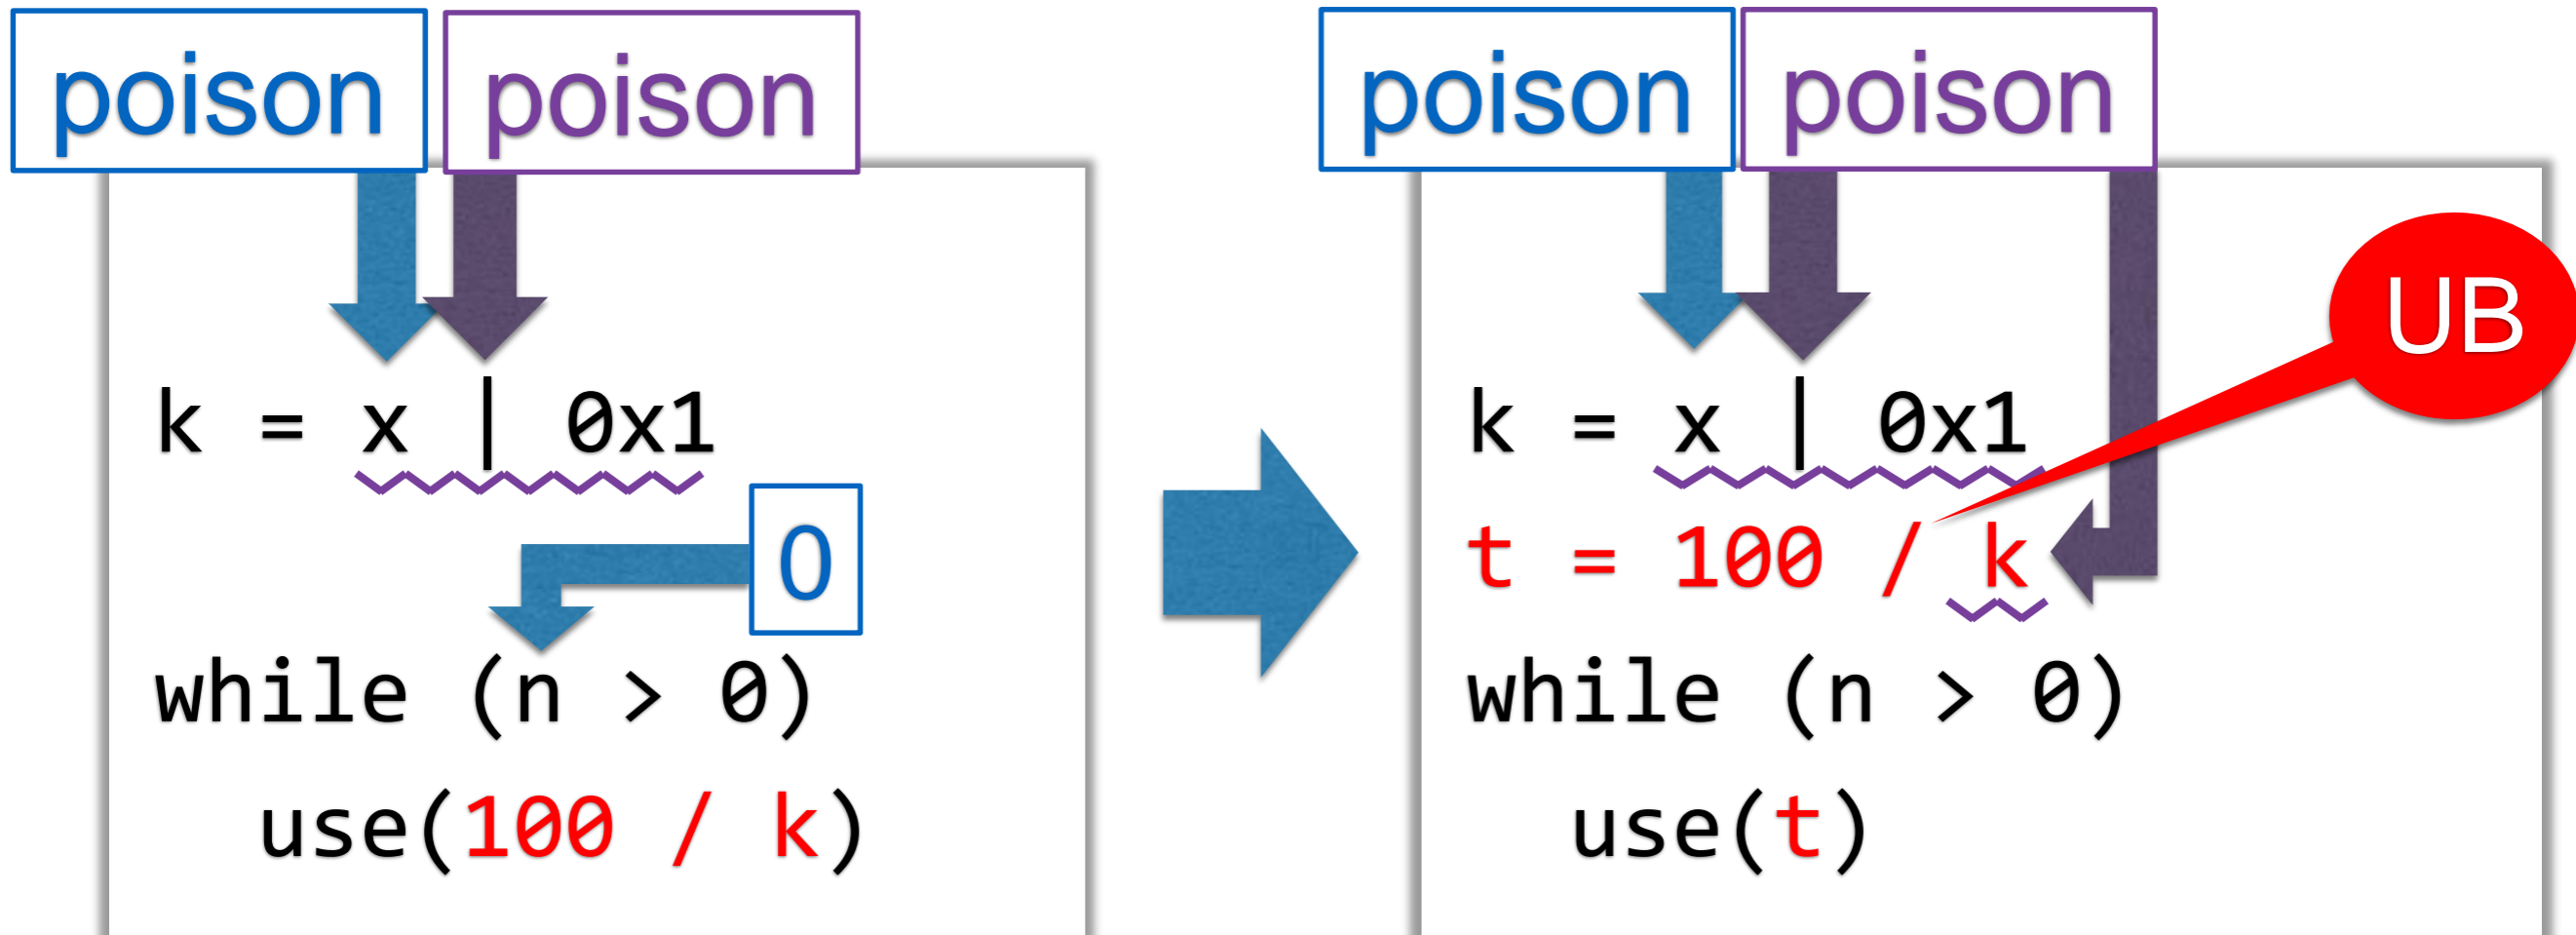 poison poison
k = x | 0x1
0
while (n > 0)
use(100 / k)
poison poison
UB
k = x | 0x1
t = 100 / k
while (n > 0)
use(t)